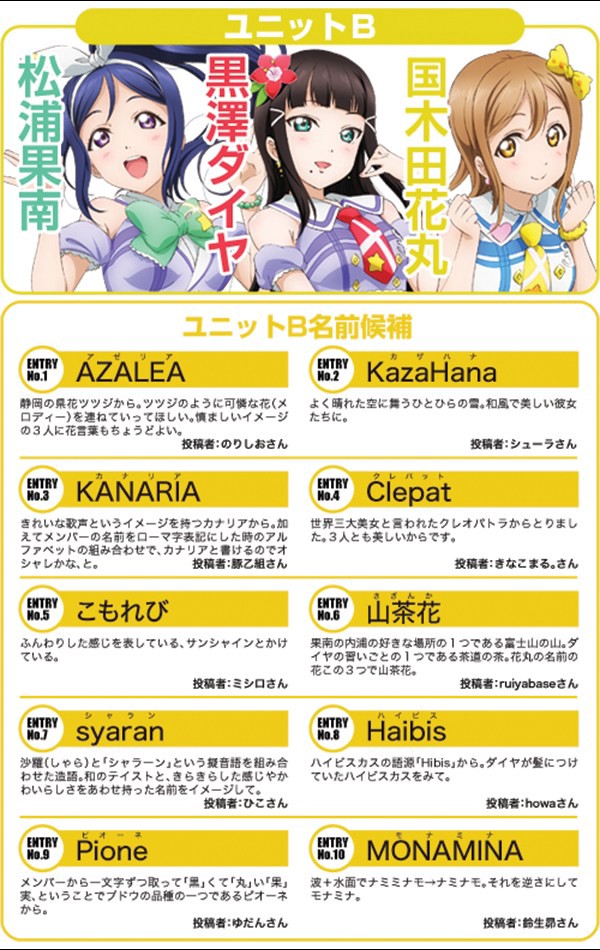 ユニットB
松浦果南
黒澤ダイヤ
国木田花丸
ユニットB名前候補
ENTRY
No.1
アゼリア
AZALEA
静岡の県花ツツジから。ツツジのように可憐な花(メ
ロディー)を連ねていってほしい。慎ましいイメージ
の3人に花言葉もちょうどよい。
投稿者:のりしおさん
ENTRY
No.2
カザハナ
KazaHana
よく晴れた空に舞うひとひらの雪。和風で美しい彼女
たちに。
投稿者:シューラさん
ENTRY
No.3
カナリア
KANARIA
きれいな歌声というイメージを持つカナリアから。加
えてメンバーの名前をローマ字表記にした時のアル
ファベットの組み合わせで、カナリアと書けるのでオ
シャレかな、と。
投稿者:豚乙組さん
ENTRY
No.4
クレパット
Clepat
世界三大美女と言われたクレオパトラからとりまし
た。3人とも美しいからです。
投稿者:きなこまる。さん
ENTRY
No.5
こもれび
ふんわりした感じを表している、サンシャインとかけ
ている。
投稿者:ミシロさん
ENTRY
No.6
さざんか
山茶花
果南の内浦の好きな場所の1つである富士山の山。ダ
イヤの習いごとの1つである茶道の茶。花丸の名前の
花この3つで山茶花。
投稿者:ruiyabaseさん
ENTRY
No.7
シャラン
syaran
沙羅(しゃら)と「シャラーン」という擬音語を組み合
わせた造語。和のテイストと、きらきらした感じやか
わいらしさをあわせ持った名前をイメージして。
投稿者:ひこさん
ENTRY
No.8
ハイビス
Haibis
ハイビスカスの語源「Hibis」から。ダイヤが髪につけ
ていたハイビスカスをみて。
投稿者:howaさん
ENTRY
No.9
ピオーネ
Pione
メンバーから一文字ずつ取って「黒」くて「丸」い「果」
実、ということでブドウの品種の一つであるピオーネ
から。
投稿者:ゆだんさん
ENTRY
No.10
モナミナ
MONAMINA
波+水面でナミミナモ→ナミナモ。それを逆さにして
モナミナ。
投稿者:鈴生昴さん